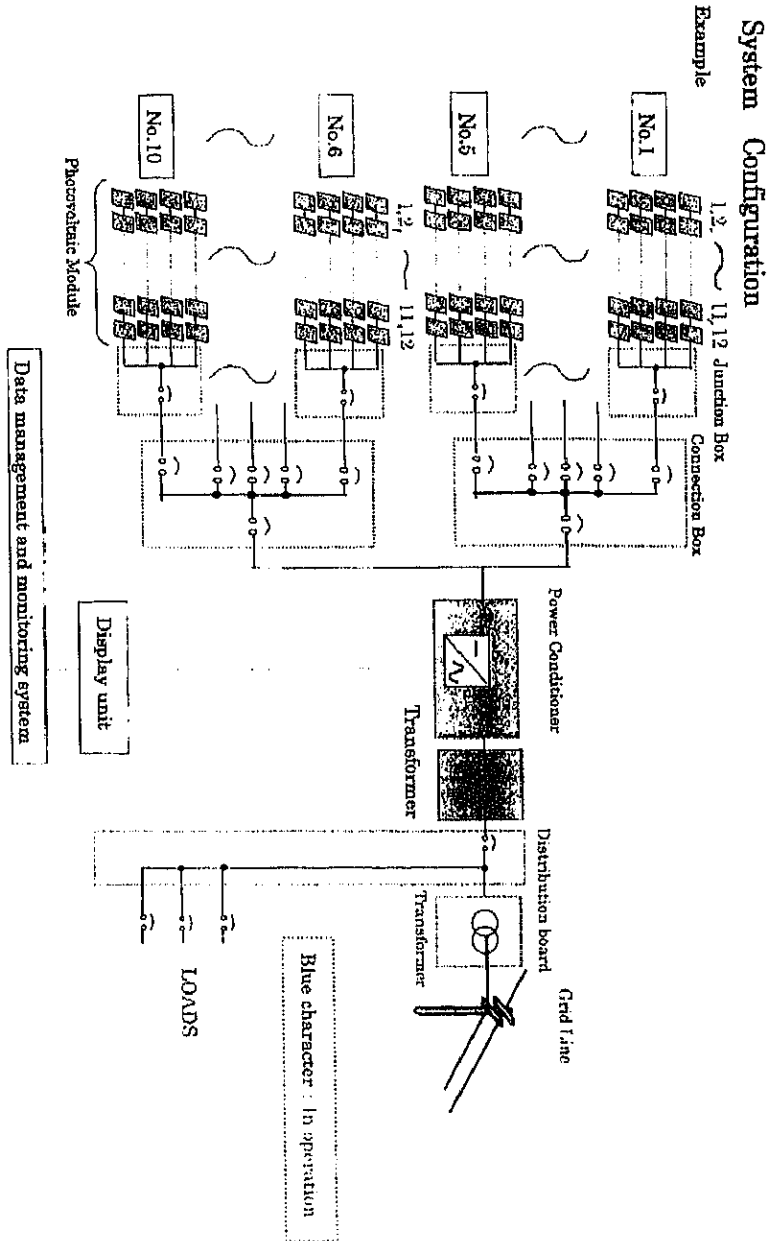 System Configuration
Example
No.1
1,2,
11,12
Junction Box
Connection Box
No.5
No.6
1,2,
11,12
No.10
Photovoltaic Module
Power Conditioner
Transformer
Distribution board
Transformer
Grid Line
LOADS
Display unit
Data management and monitoring system
Blue character : In operation